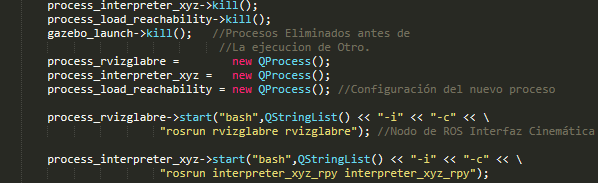 process_interpreter_xyz->kill();
process_load_reachability->kill();
gazebo_launch->kill();   //Procesos Eliminados antes de
//La ejecucion de Otro.
process_rvizglabre =        new QProcess();
process_interpreter_xyz =   new QProcess();
process_load_reachability = new QProcess(); //Configuración del nuevo proceso
process_rvizglabre->start("bash",QStringList() << "-i" << "-c" << \
"rosrun rvizglabre rvizglabre"); //Nodo de ROS Interfaz Cinemática
process_interpreter_xyz->start("bash",QStringList() << "-i" << "-c" << \
"rosrun interpreter_xyz_rpy interpreter_xyz_rpy");